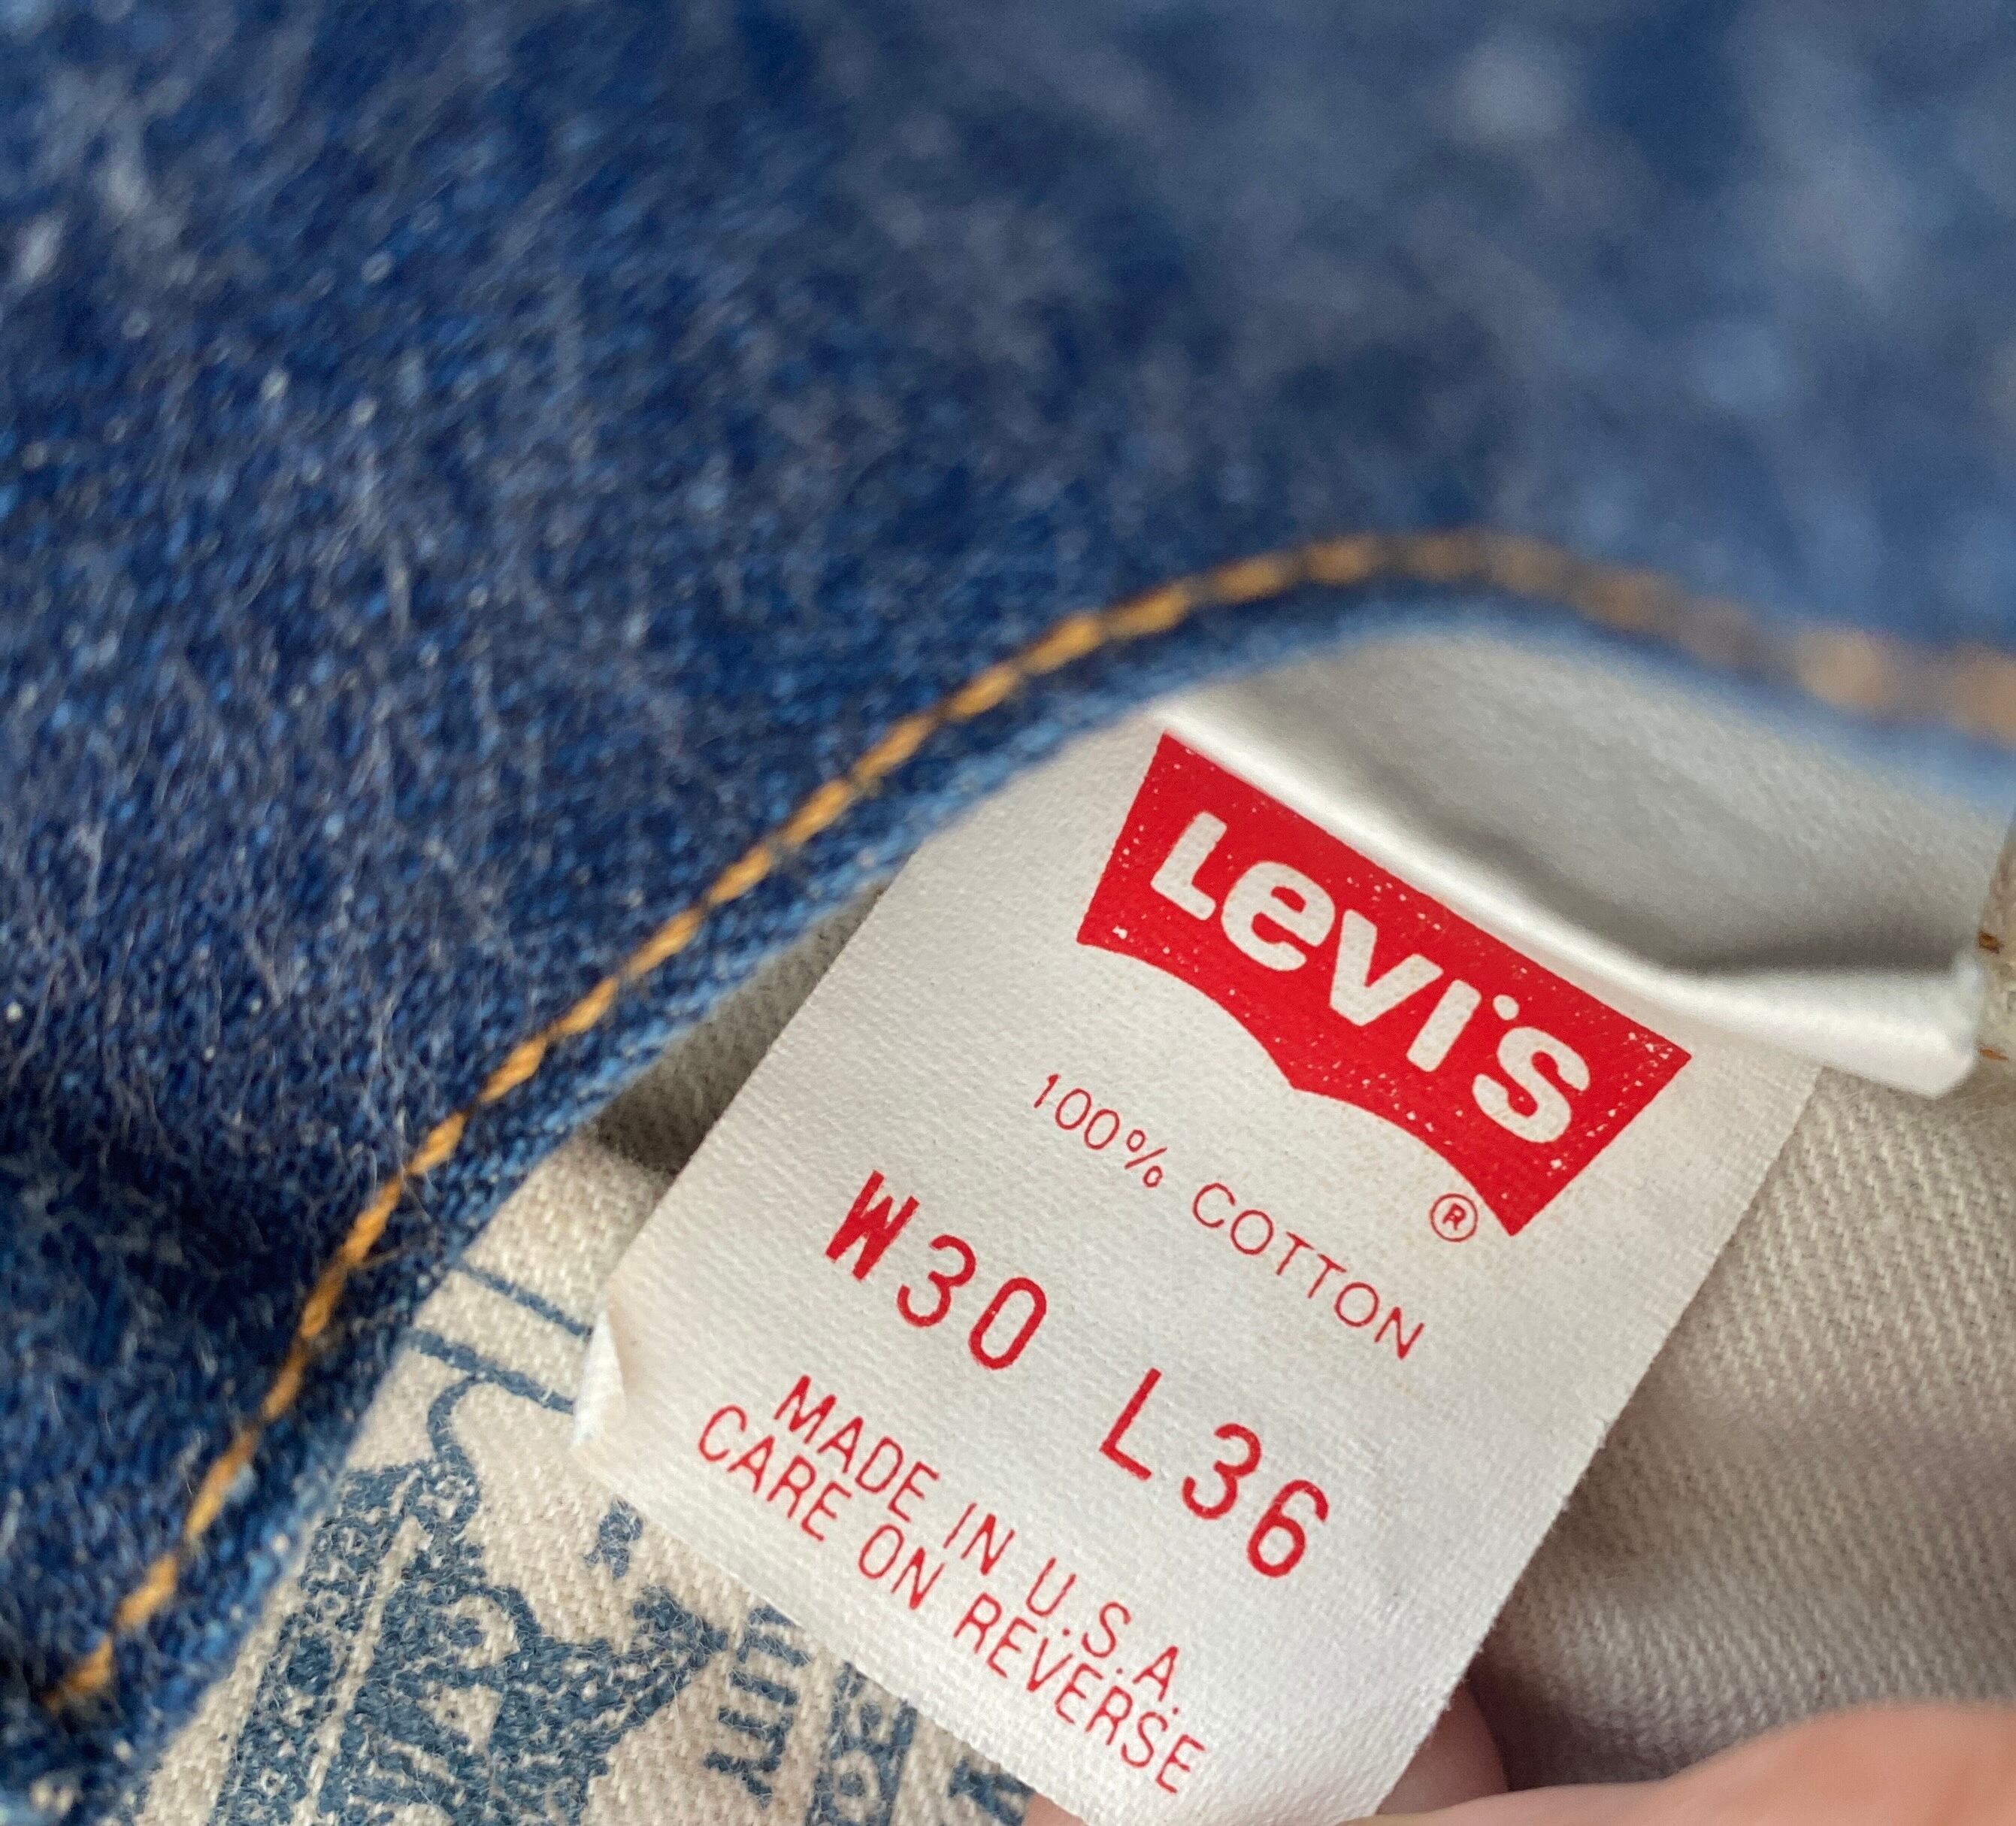 Levi's
®
100% COTTON
W30 L36
MADE IN U.S.A.
CARE ON REVERSE